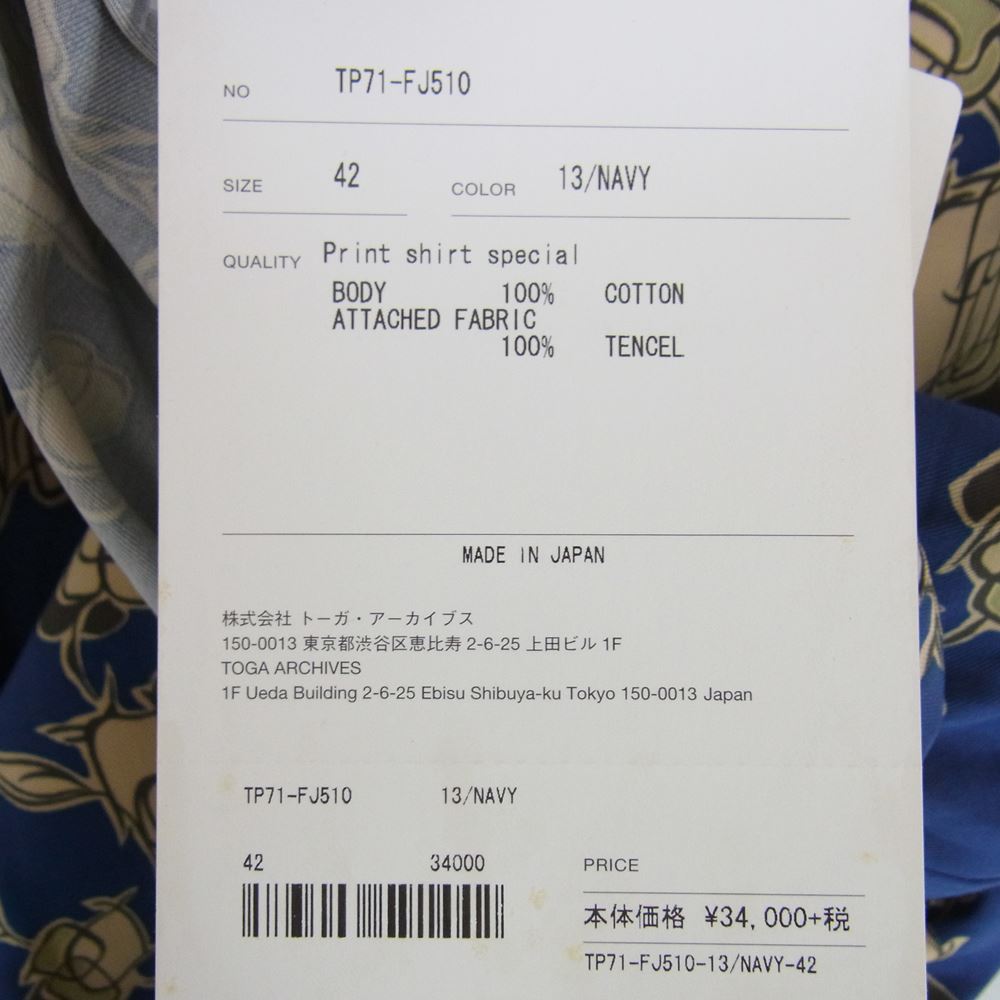 NO TP71-FJ510
SIZE 42 COLOR 13/NAVY
QUALITY Print shirt special
BODY 100% COTTON
ATTACHED FABRIC
100% TENCEL
MADE IN JAPAN
株式会社 トーガ・アーカイブス
150-0013 東京都渋谷区恵比寿 2-6-25 上田ビル 1F
TOGA ARCHIVES
1F Ueda Building 2-6-25 Ebisu Shibuya-ku Tokyo 150-0013 Japan
TP71-FJ510 13/NAVY
42 34000
PRICE
本体価格 ¥34,000+税
TP71-FJ510-13/NAVY-42